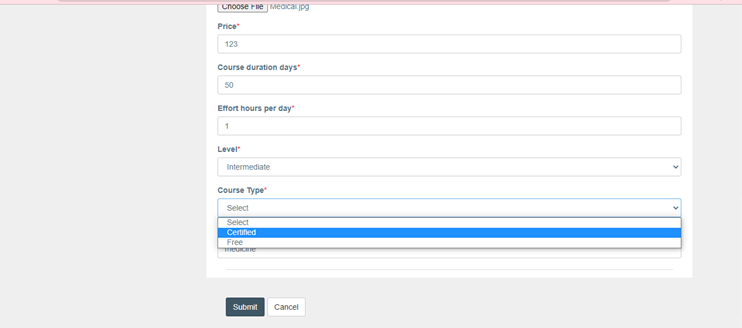 Choose File Medical.jpg
Price*
123
Course duration days*
50
Effort hours per day*
1
Level*
Intermediate
Course Type*
Select
Select
Certified
Free
medicine
Submit Cancel